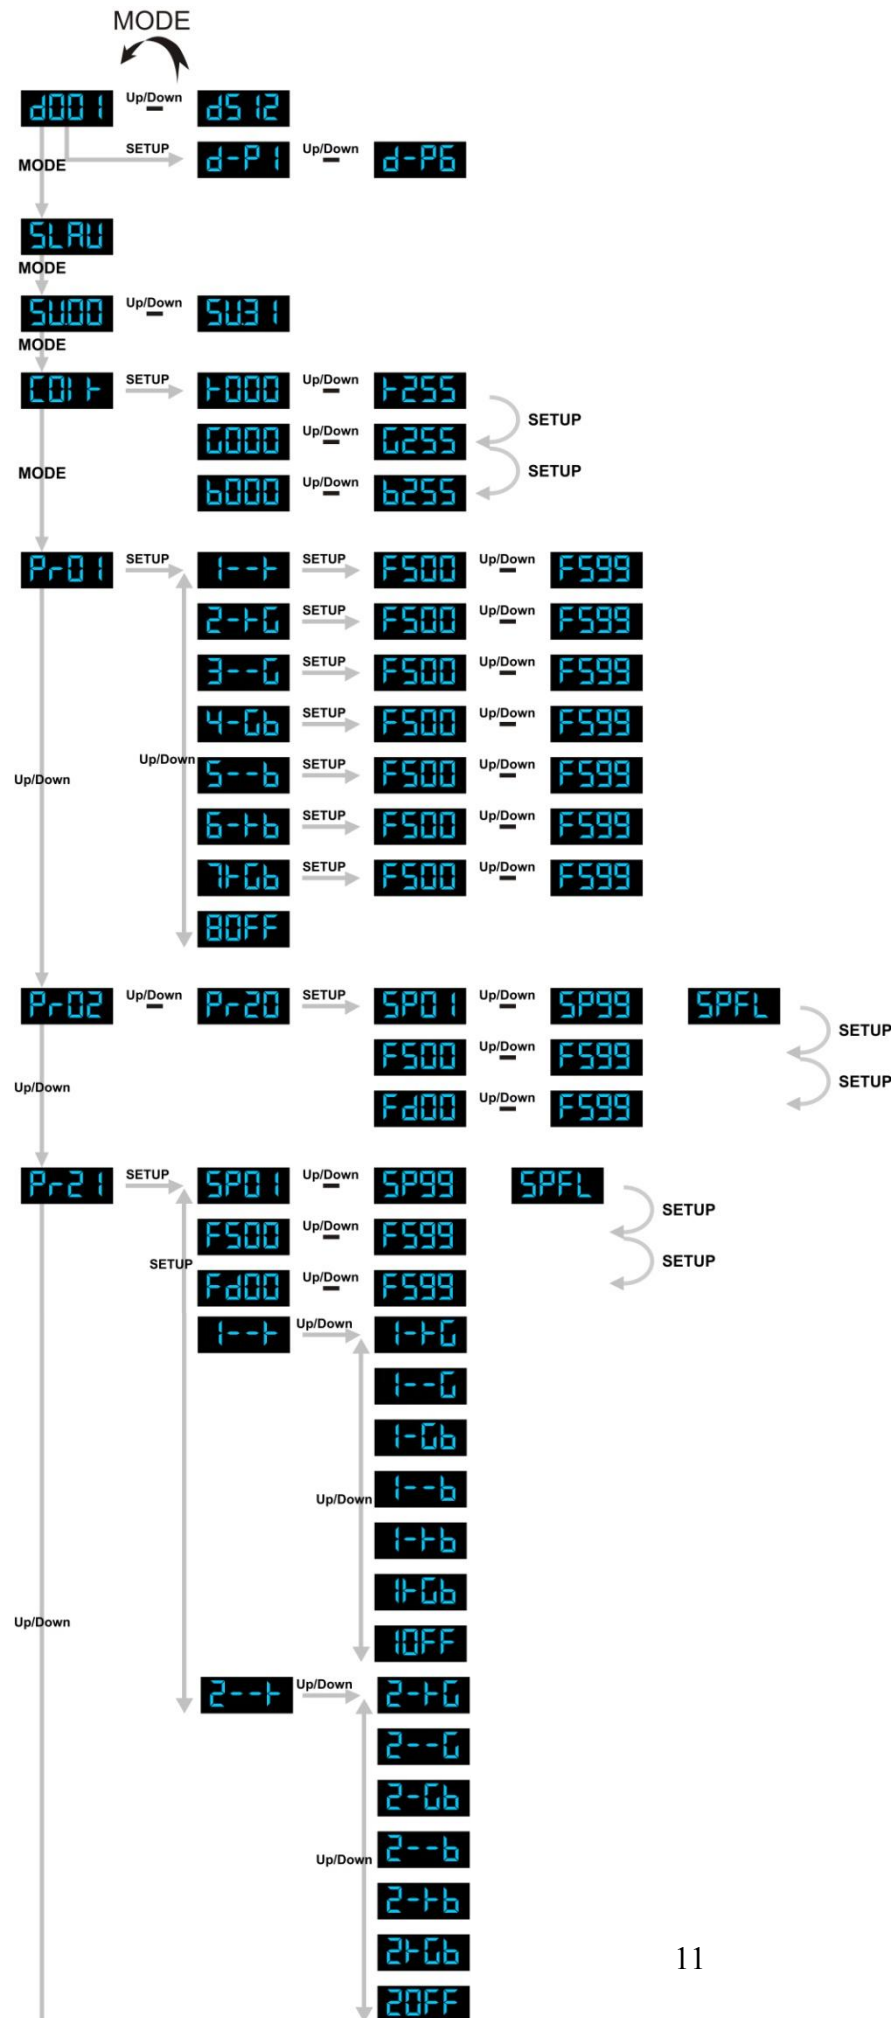 MODE
d001 Up/Down d512
SETUP d-P1 Up/Down d-P6
MODE
SLAU
MODE
SU.00 Up/Down SU.31
MODE
COlr SETUP r000 Up/Down r255
SETUP
G000 Up/Down G255
MODE SETUP
b000 Up/Down b255
Pr01 SETUP 1--r SETUP FS00 Up/Down FS99
2-rG SETUP FS00 Up/Down FS99
3--G SETUP FS00 Up/Down FS99
4-Gb SETUP FS00 Up/Down FS99
Up/Down Up/Down 5--b SETUP FS00 Up/Down FS99
6-rb SETUP FS00 Up/Down FS99
7rGb SETUP FS00 Up/Down FS99
8OFF
Pr02 Up/Down Pr20 SETUP SP01 Up/Down SP99 SPFL
SETUP
FS00 Up/Down FS99
Up/Down SETUP
Fd00 Up/Down FS99
Pr21 SETUP SP01 Up/Down SP99 SPFL
SETUP
FS00 Up/Down FS99
SETUP SETUP
Fd00 Up/Down FS99
1--r Up/Down 1-rG
1--G
1-Gb
Up/Down 1--b
1-rb
1rGb
Up/Down
1OFF
2--r Up/Down 2-rG
2--G
2-Gb
Up/Down 2--b
2-rb
2rGb
11
2OFF